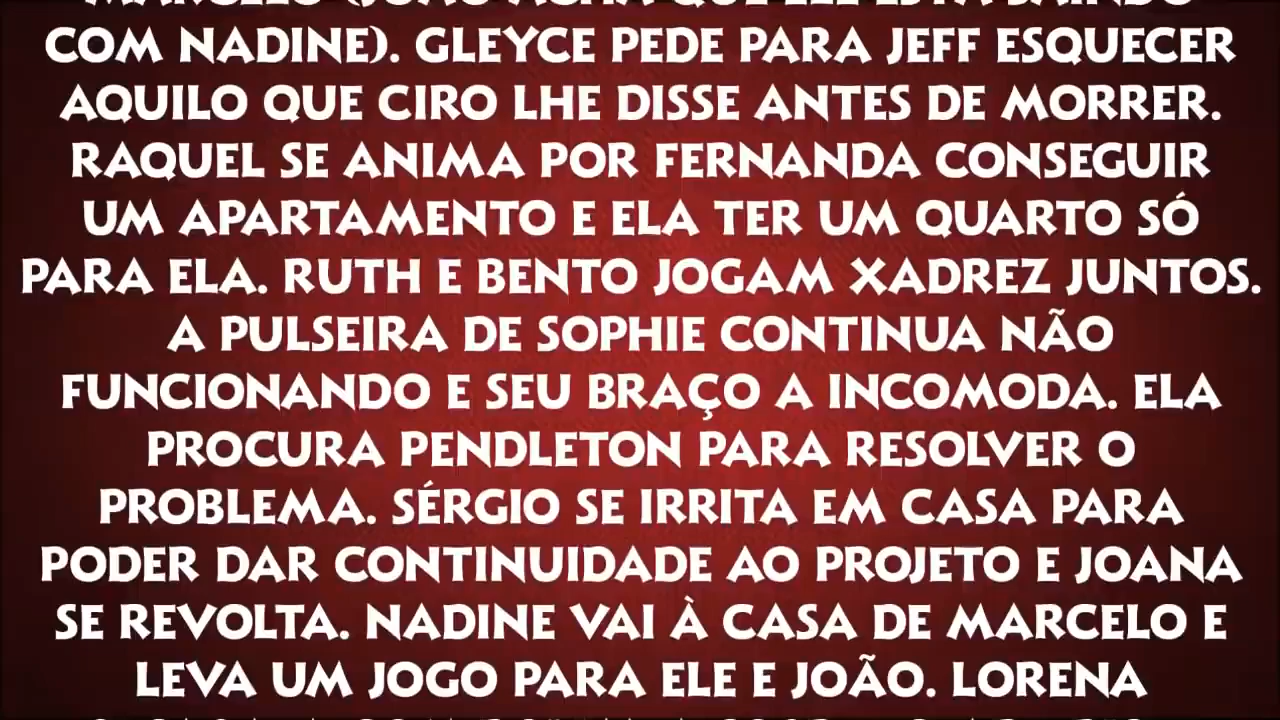 COM NADINE). GLEYCE PEDE PARA JEFF ESQUECER
AQUILO QUE CIRO LHE DISSE ANTES DE MORRER.
RAQUEL SE ANIMA POR FERNANDA CONSEGUIR
UM APARTAMENTO E ELA TER UM QUARTO SÓ
PARA ELA. RUTH E BENTO JOGAM XADREZ JUNTOS.
A PULSEIRA DE SOPHIE CONTINUA NÃO
FUNCIONANDO E SEU BRAÇO A INCOMODA. ELA
PROCURA PENDLETON PARA RESOLVER O
PROBLEMA. SÉRGIO SE IRRITA EM CASA PARA
PODER DAR CONTINUIDADE AO PROJETO E JOANA
SE REVOLTA. NADINE VAI À CASA DE MARCELO E
LEVA UM JOGO PARA ELE E JOÃO. LORENA